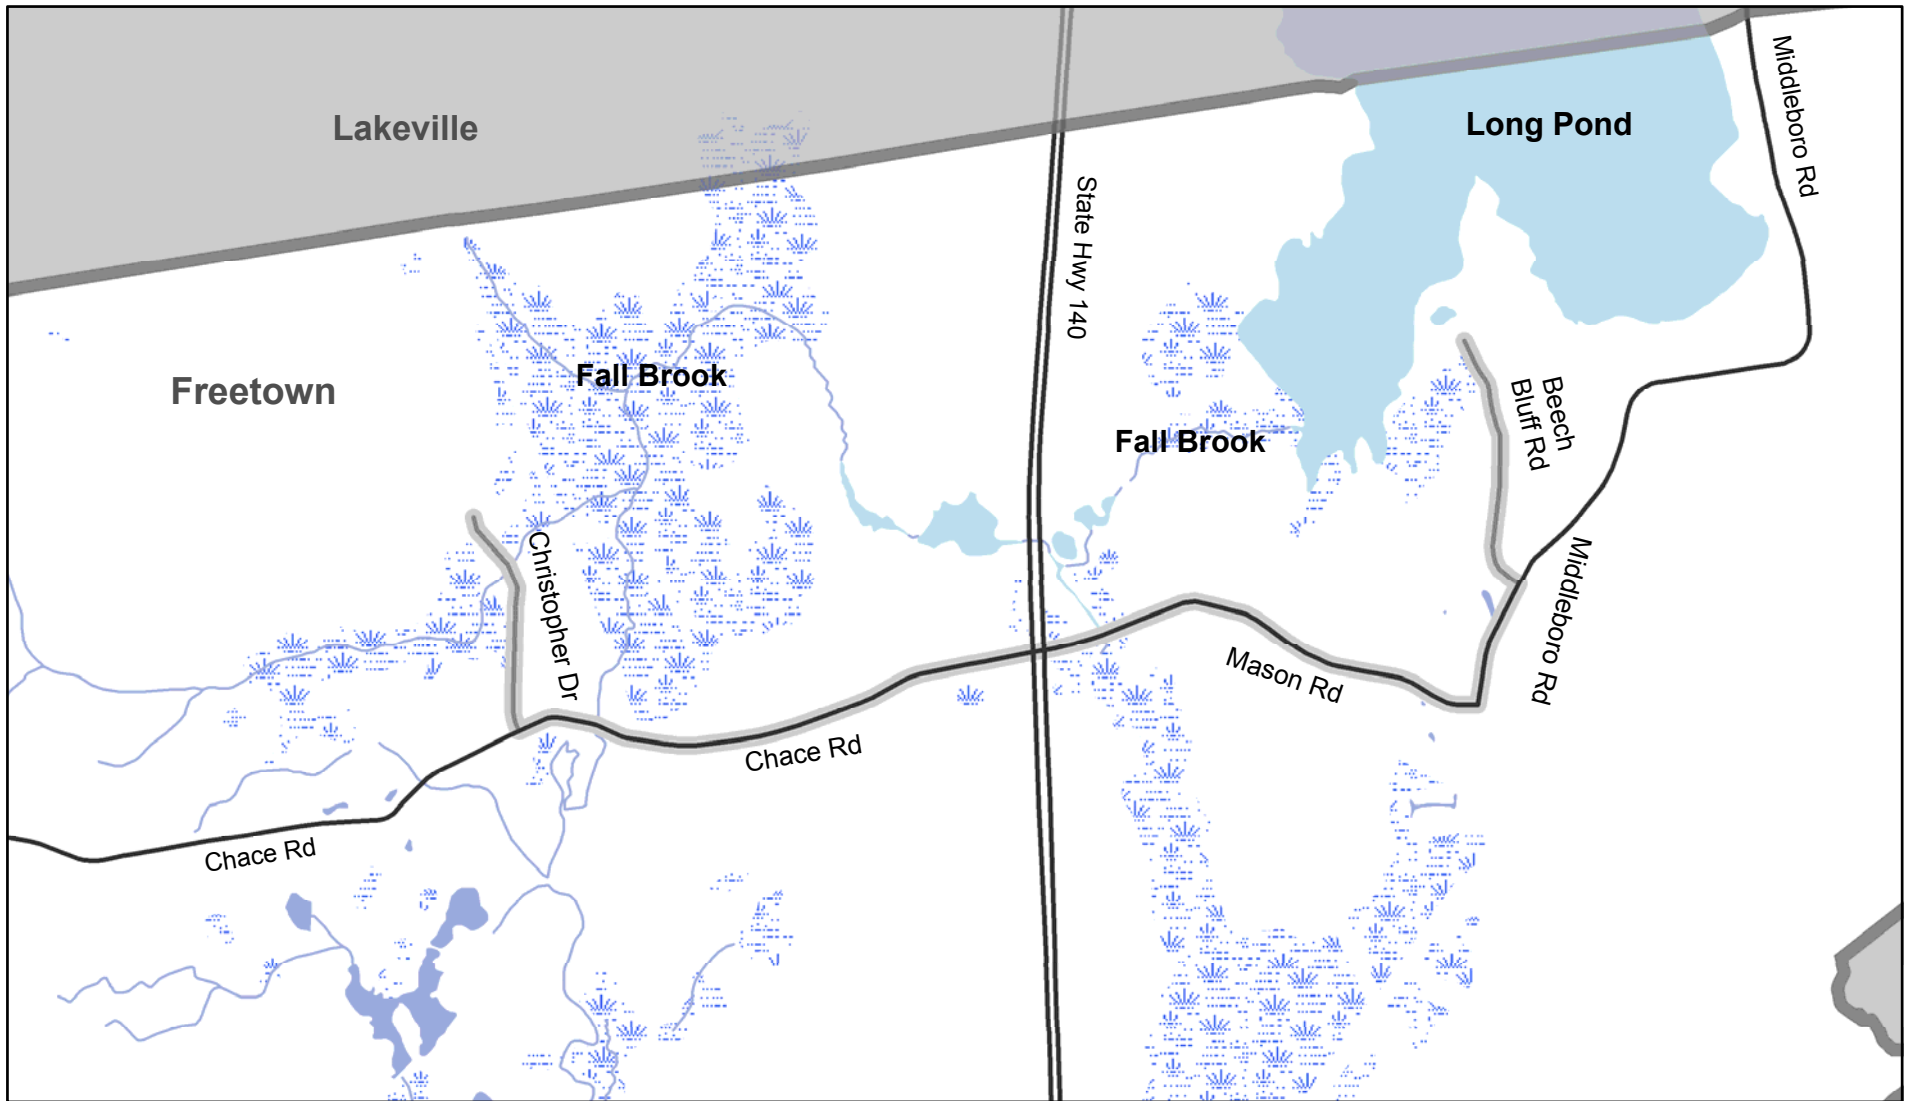 Lakeville
Long Pond
Middleboro Rd
State Hwy 140
Freetown
Fall Brook
Fall Brook
Beech
Bluff Rd
Christopher Dr
Middleboro Rd
Mason Rd
Chace Rd
Chace Rd